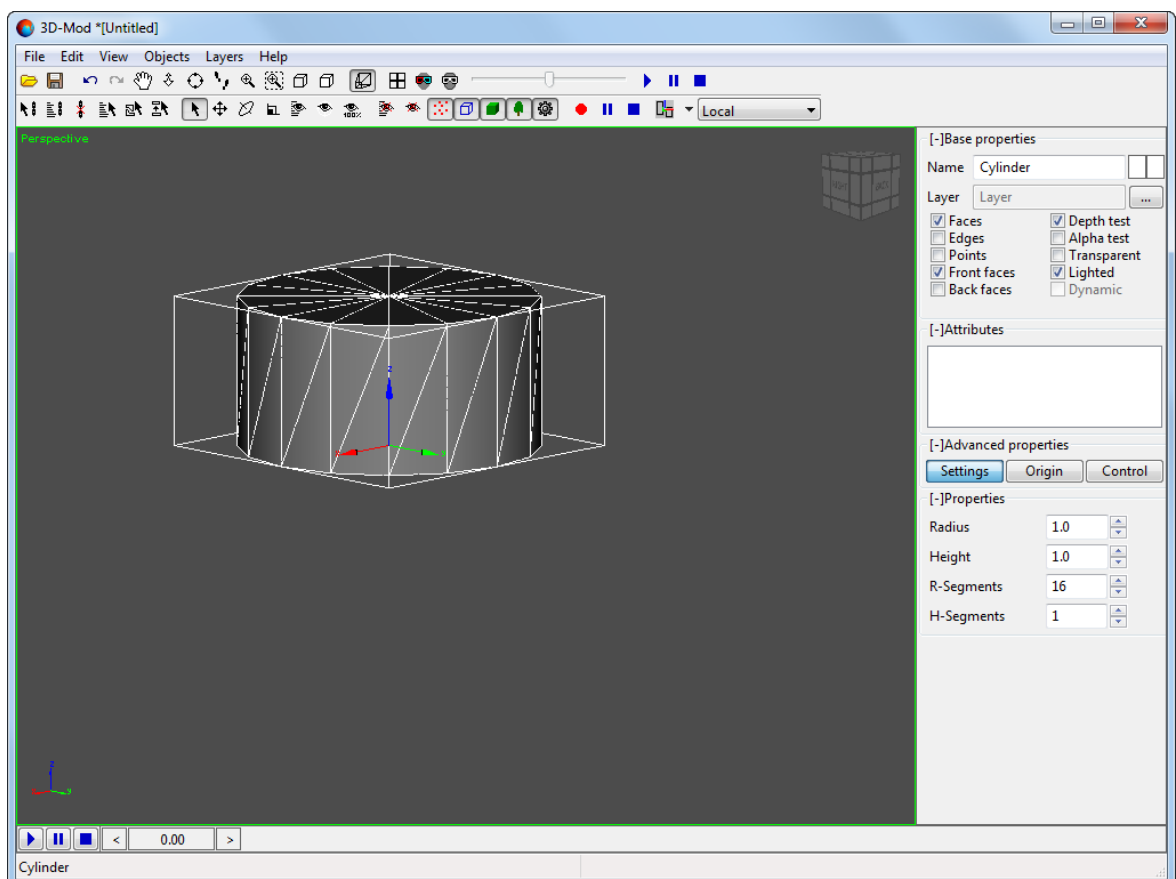 3D-Mod *[Untitled]
File Edit View Objects Layers Help
100%
Local
Perspective
[-]Base properties
Name Cylinder
Layer Layer ...
Faces Depth test
Edges Alpha test
Points Transparent
Front faces Lighted
Back faces Dynamic
[-]Attributes
[-]Advanced properties
Settings Origin Control
[-]Properties
Radius 1.0
Height 1.0
R-Segments 16
H-Segments 1
z
y
z
y
< 0.00 >
Cylinder